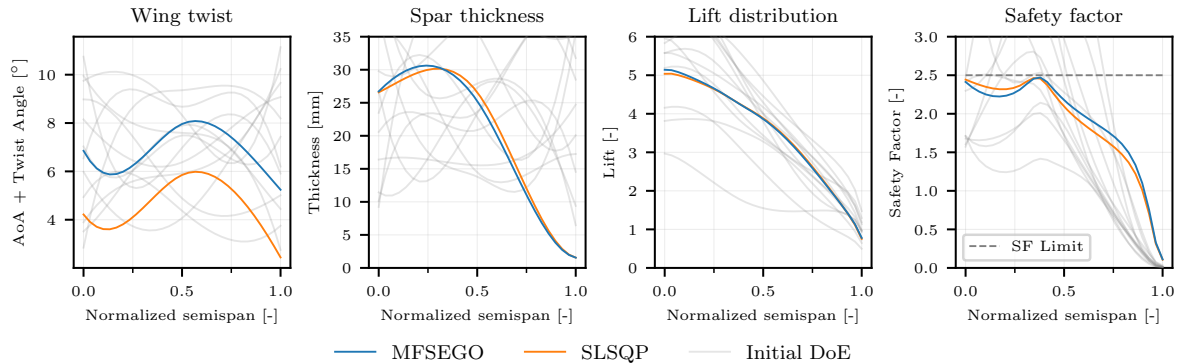 Wing twist
Spar thickness
Lift distribution
Safety factor
AoA + Twist Angle [°]
10
8
6
4
0.0
0.5
1.0
Normalized semispan [-]
Thickness [mm]
35
30
25
20
15
10
5
0
0.0
0.5
1.0
Normalized semispan [-]
Lift [-]
6
5
4
3
2
1
0
0.0
0.5
1.0
Normalized semispan [-]
Safety Factor [-]
3.0
2.5
2.0
1.5
1.0
0.5
0.0
SF Limit
0.0
0.5
1.0
Normalized semispan [-]
MFSEGO
SLSQP
Initial DoE